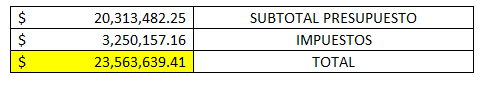 $ 20,313,482.25 SUBTOTAL PRESUPUESTO
$ 3,250,157.16 IMPUESTOS
$ 23,563,639.41 TOTAL